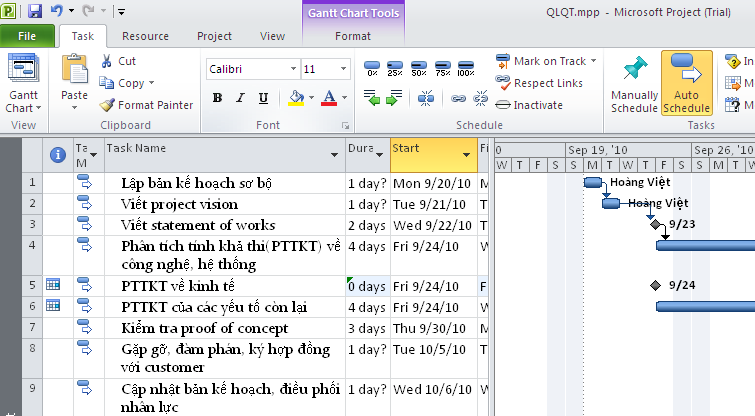 Gantt Chart Tools
QLQT.mpp - Microsoft Project (Trial)
File Task Resource Project View Format
Gantt Chart
View
Paste
Cut
Copy
Format Painter
Clipboard
Calibri 11
B I U A
Font
0% 25% 50% 75% 100%
Mark on Track
Respect Links
Inactivate
Schedule
Manually Schedule
Auto Schedule
Tasks
Ta M Task Name Dura Start Fi
0 Sep 19, '10 Sep 26, '10
W T F S S M T W T F S S M T W
1 Lập bản kế hoạch sơ bộ 1 day? Mon 9/20/10 M
Hoàng Việt
2 Viết project vision 1 day? Tue 9/21/10 T
Hoàng Việt
3 Viết statement of works 2 days Wed 9/22/10 T
9/23
4 Phân tích tính khả thi(PTTKT) về 4 days Fri 9/24/10 W
công nghệ, hệ thống
5 PTTKT về kinh tế 0 days Fri 9/24/10 F
9/24
6 PTTKT của các yếu tố còn lại 4 days Fri 9/24/10 W
7 Kiểm tra proof of concept 3 days Thu 9/30/10 M
8 Gặp gỡ, đàm phán, ký hợp đồng 1 day? Tue 10/5/10 T
với customer
9 Cập nhật bản kế hoạch, điều phối 1 day? Wed 10/6/10 W
nhân lực